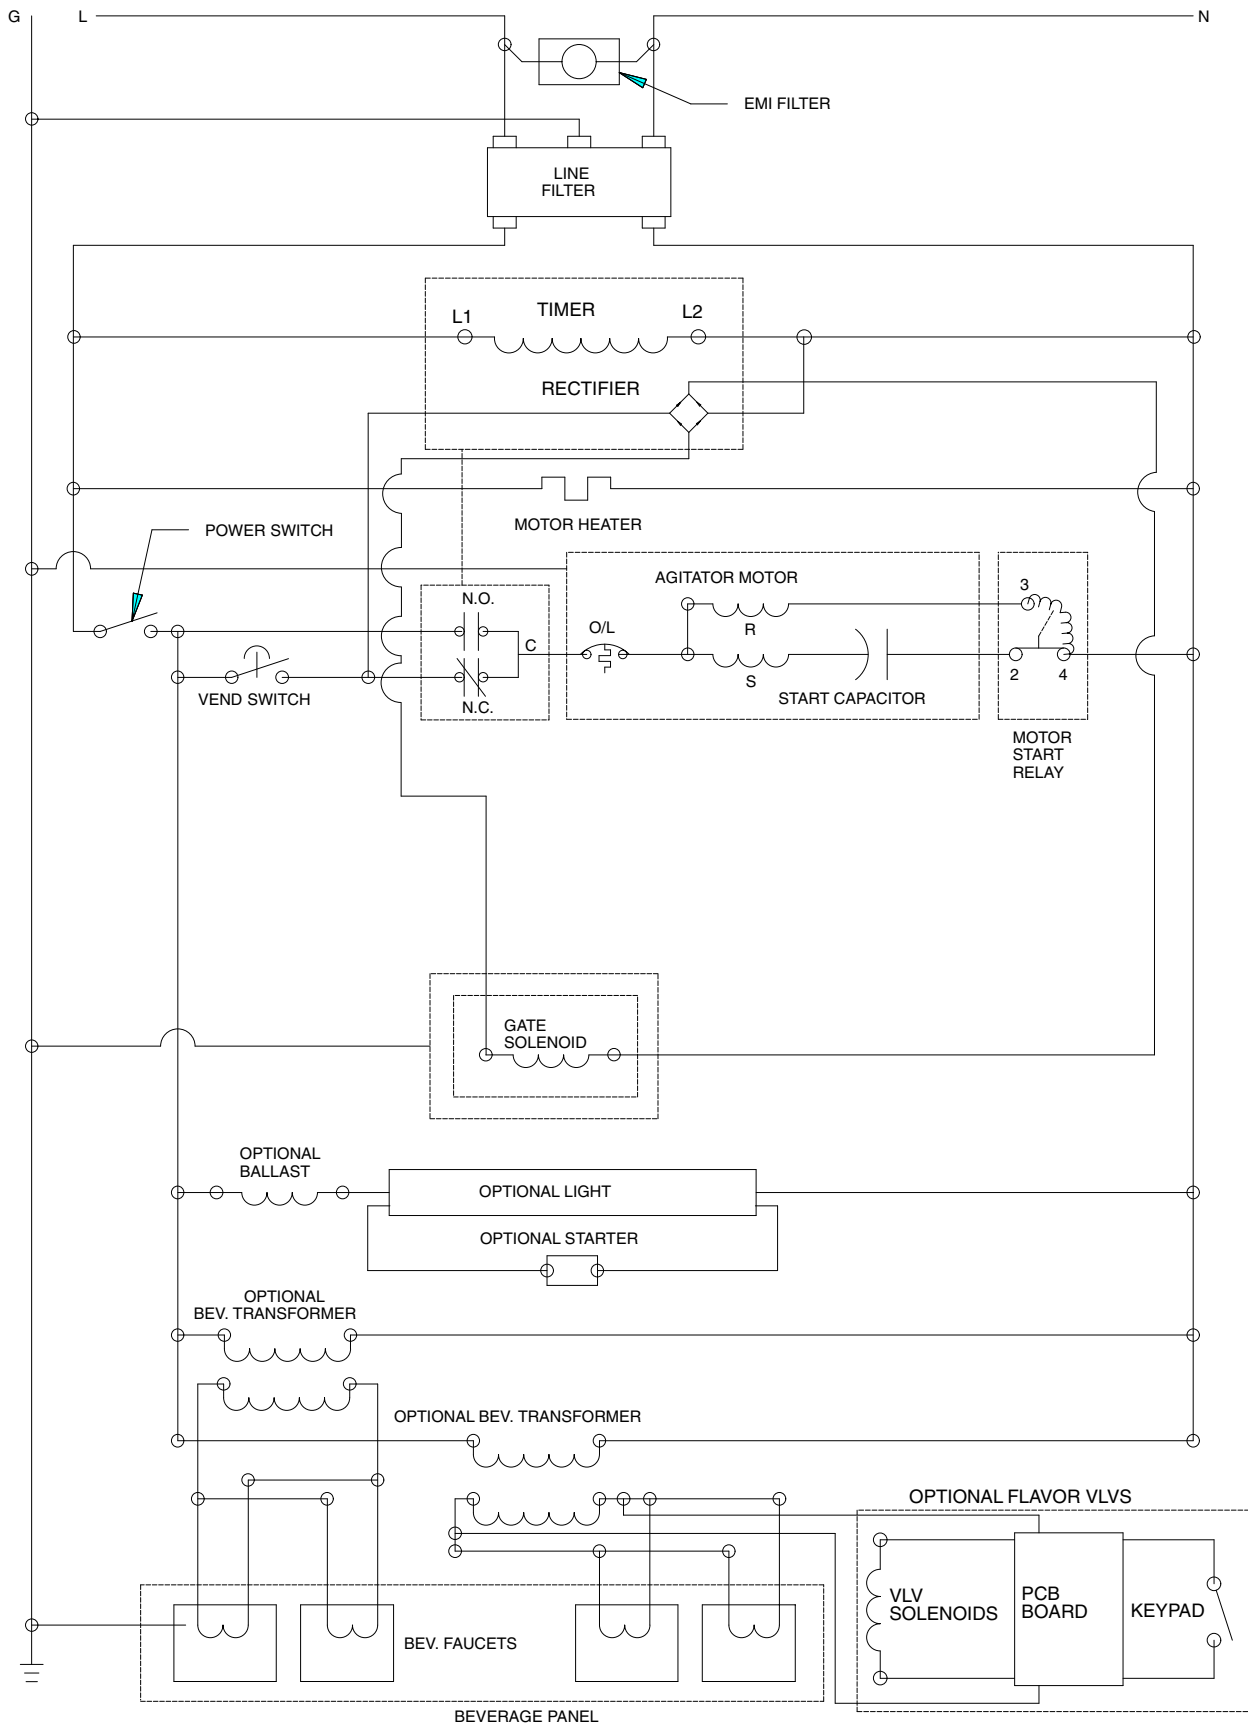 G
L
N
EMI FILTER
LINE
FILTER
TIMER
L1
L2
RECTIFIER
MOTOR HEATER
POWER SWITCH
AGITATOR MOTOR
3
N.O.
O/L
R
C
S
2
4
VEND SWITCH
N.C.
START CAPACITOR
MOTOR
START
RELAY
GATE
SOLENOID
OPTIONAL
BALLAST
OPTIONAL LIGHT
OPTIONAL STARTER
OPTIONAL
BEV. TRANSFORMER
OPTIONAL BEV. TRANSFORMER
OPTIONAL FLAVOR VLVS
VLV
SOLENOIDS
PCB
BOARD
KEYPAD
BEV. FAUCETS
BEVERAGE PANEL